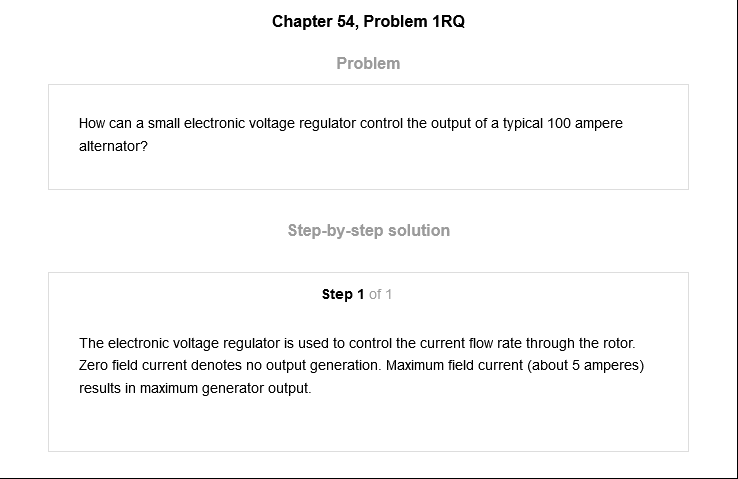 Chapter 54, Problem 1RQ
Problem
How can a small electronic voltage regulator control the output of a typical 100 ampere
alternator?
Step-by-step solution
Step 1 of 1
The electronic voltage regulator is used to control the current flow rate through the rotor.
Zero field current denotes no output generation. Maximum field current (about 5 amperes)
results in maximum generator output.